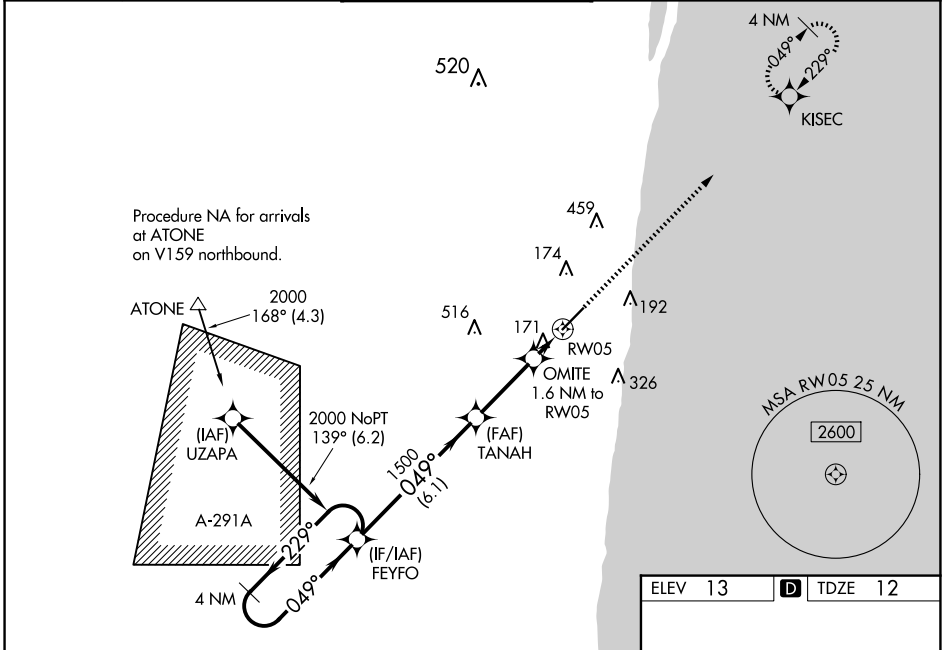 4 NM
049°
229°
KISEC
520
Procedure NA for arrivals
at ATONE
on V159 northbound.
459
174
ATONE
2000
168° (4.3)
516
171
192
RW05
OMITE
1.6 NM to
RW05
326
MSA RW05 25 NM
2600
(IAF)
UZAPA
2000 NoPT
139° (6.2)
(FAF)
TANAH
1500
049°
(6.1)
A-291A
229°
049°
4 NM
(IF/IAF)
FEYFO
ELEV 13 D TDZE 12